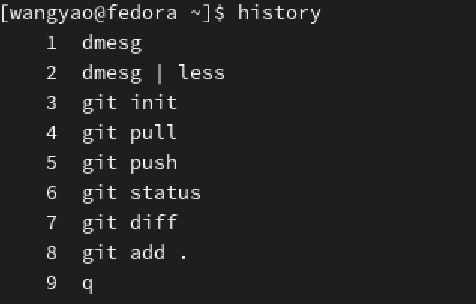 [wangyao@fedora ~]$ history
    1  dmesg
    2  dmesg | less
    3  git init
    4  git pull
    5  git push
    6  git status
    7  git diff
    8  git add .
    9  q